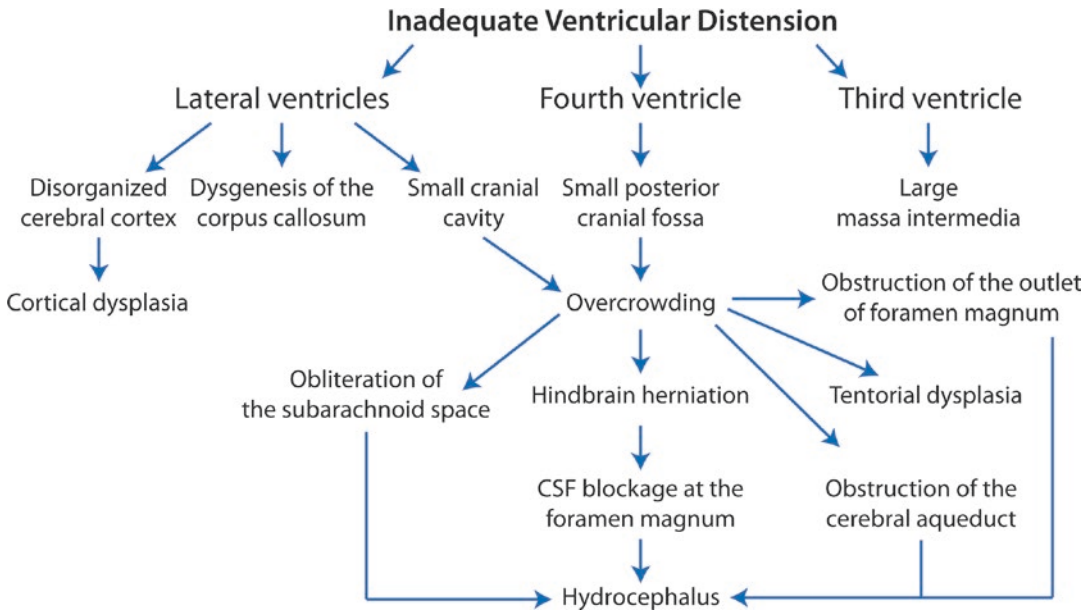 Inadequate Ventricular Distension
Lateral ventricles
Fourth ventricle
Third ventricle
Disorganized
cerebral cortex
Dysgenesis of the
corpus callosum
Small cranial
cavity
Small posterior
cranial fossa
Large
massa intermedia
Cortical dysplasia
Overcrowding
Obstruction of the outlet
of foramen magnum
Obliteration of
the subarachnoid space
Hindbrain herniation
Tentorial dysplasia
CSF blockage at the
foramen magnum
Obstruction of the
cerebral aqueduct
Hydrocephalus